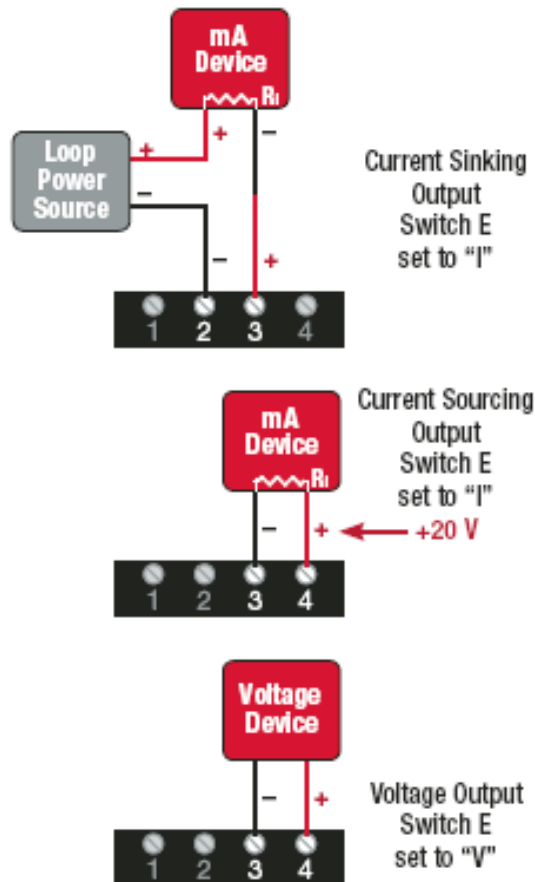 mA
Device
RI
+ −
+
−
Loop
Power
Source
Current Sinking
Output
Switch E
set to "I"
− +
1 2 3 4
mA
Device
RI
Current Sourcing
Output
Switch E
set to "I"
− + +20 V
1 2 3 4
Voltage
Device
− +
Voltage Output
Switch E
set to "V"
1 2 3 4